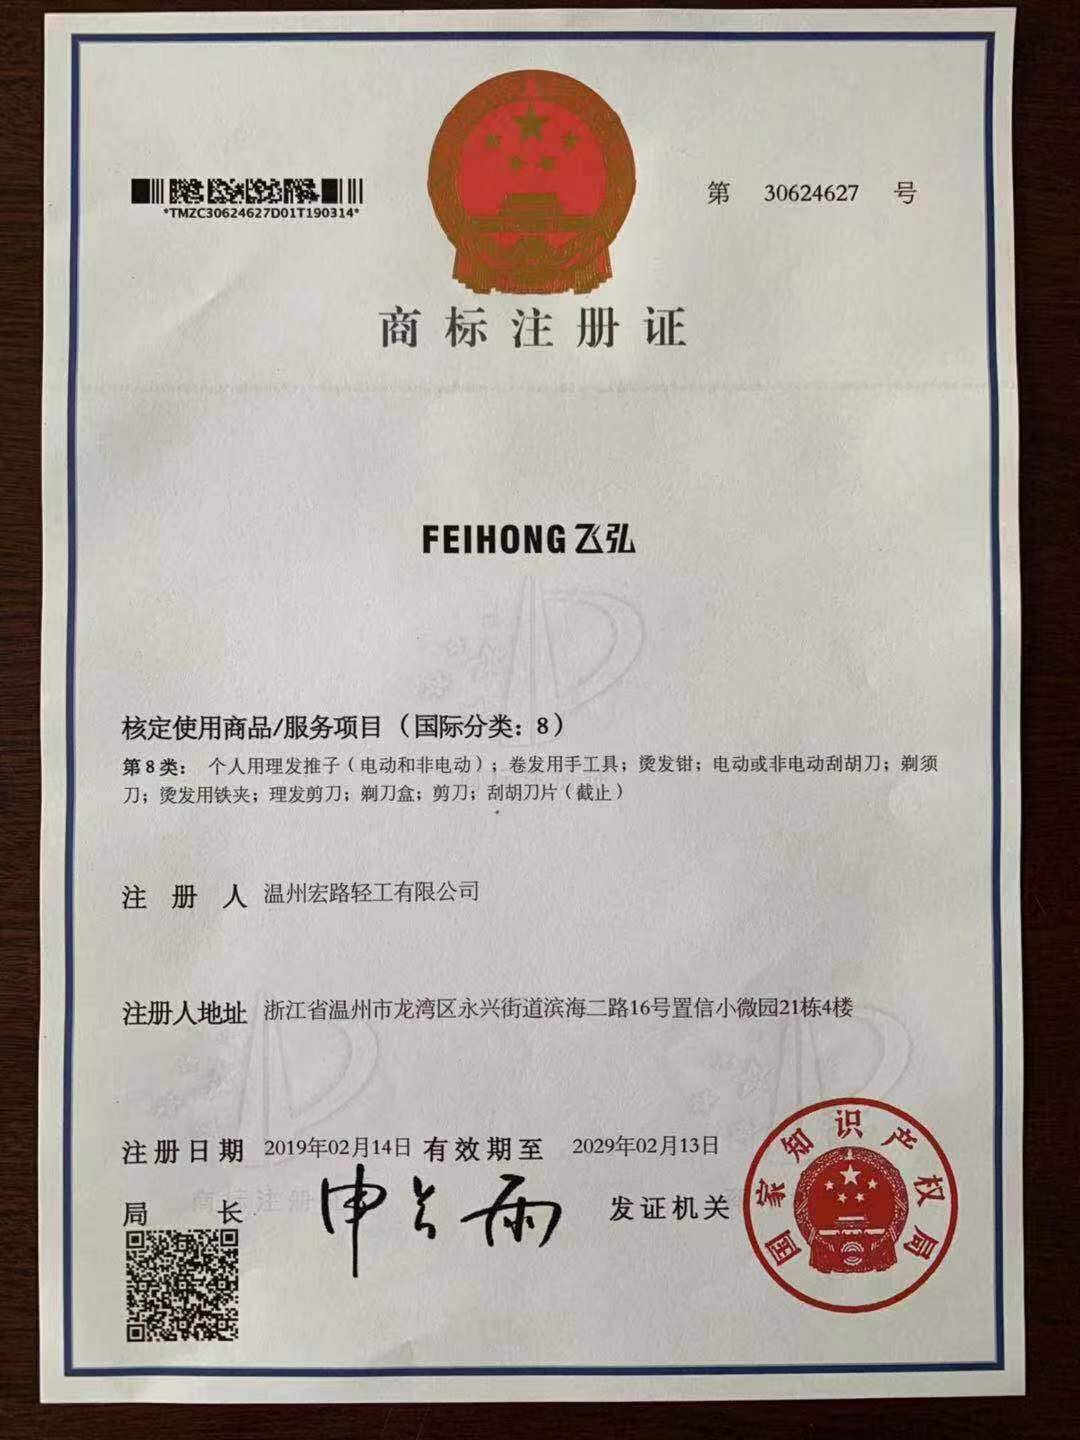 第 30624627 号
*TMZC30624627D01T190314*
商标注册证
FEIHONG 飞弘
核定使用商品/服务项目（国际分类：8）
第8类： 个人用理发推子（电动和非电动）；卷发用手工具；烫发钳；电动或非电动刮胡刀；剃须
刀；烫发用铁夹；理发剪刀；剃刀盒；剪刀；刮胡刀片（截止）
注册人 温州宏路轻工有限公司
注册人地址 浙江省温州市龙湾区永兴街道滨海二路16号置信小微园21栋4楼
注册日期 2019年02月14日 有效期至 2029年02月13日
局长 申长雨 发证机关
国家知识产权局
商标注册